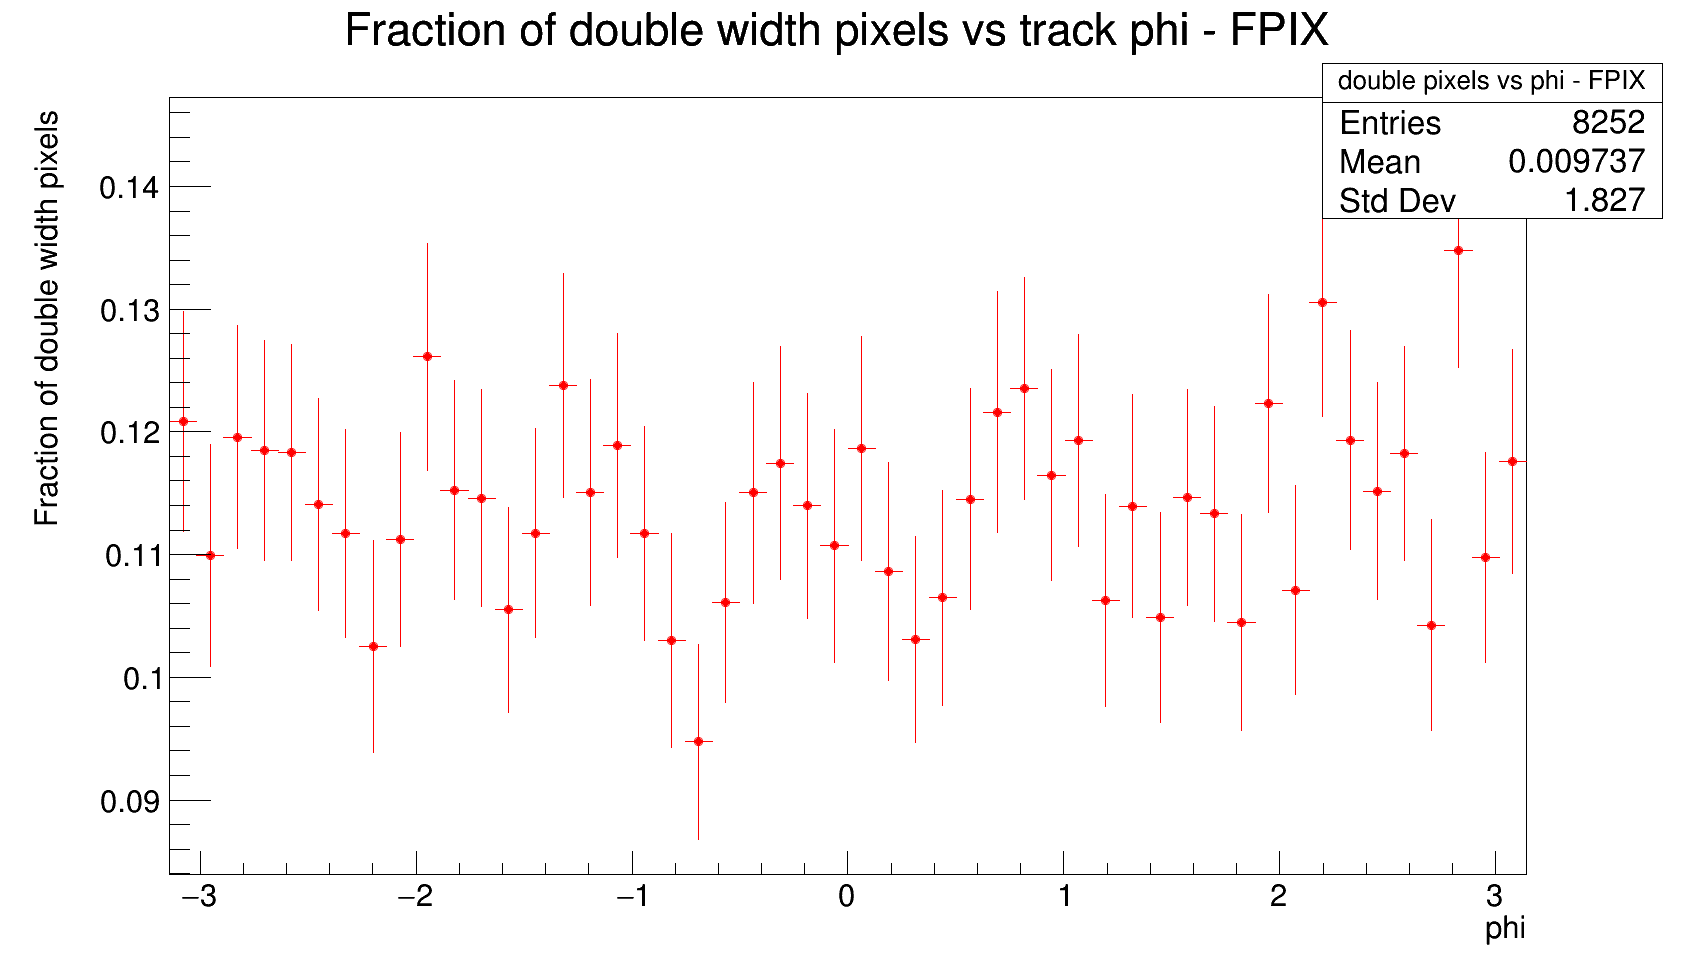 Fraction of double width pixels vs track phi - FPIX
double pixels vs phi - FPIX
Entries 8252
Mean 0.009737
Std Dev 1.827
Fraction of double width pixels
0.14
0.13
0.12
0.11
0.1
0.09
−3 −2 −1 0 1 2 3
phi